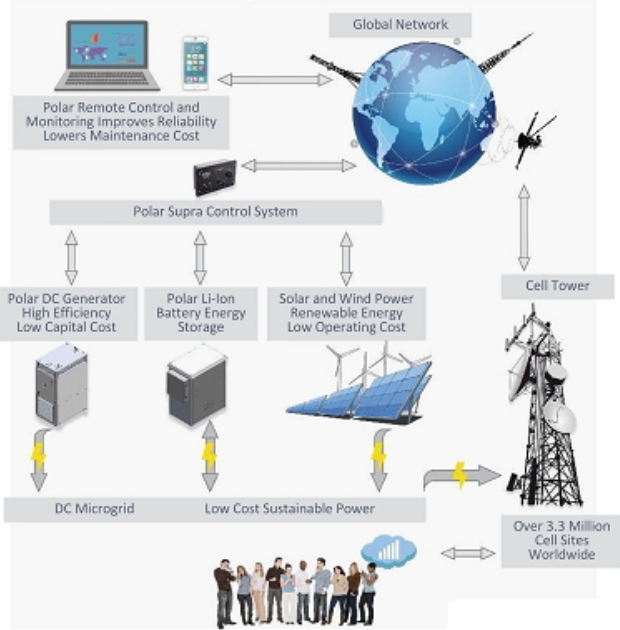 Global Network
Polar Remote Control and
Monitoring Improves Reliability
Lowers Maintenance Cost
Polar Supra Control System
Polar DC Generator
High Efficiency
Low Capital Cost
Polar Li-Ion
Battery Energy
Storage
Solar and Wind Power
Renewable Energy
Low Operating Cost
Cell Tower
DC Microgrid
Low Cost Sustainable Power
Over 3.3 Million
Cell Sites
Worldwide